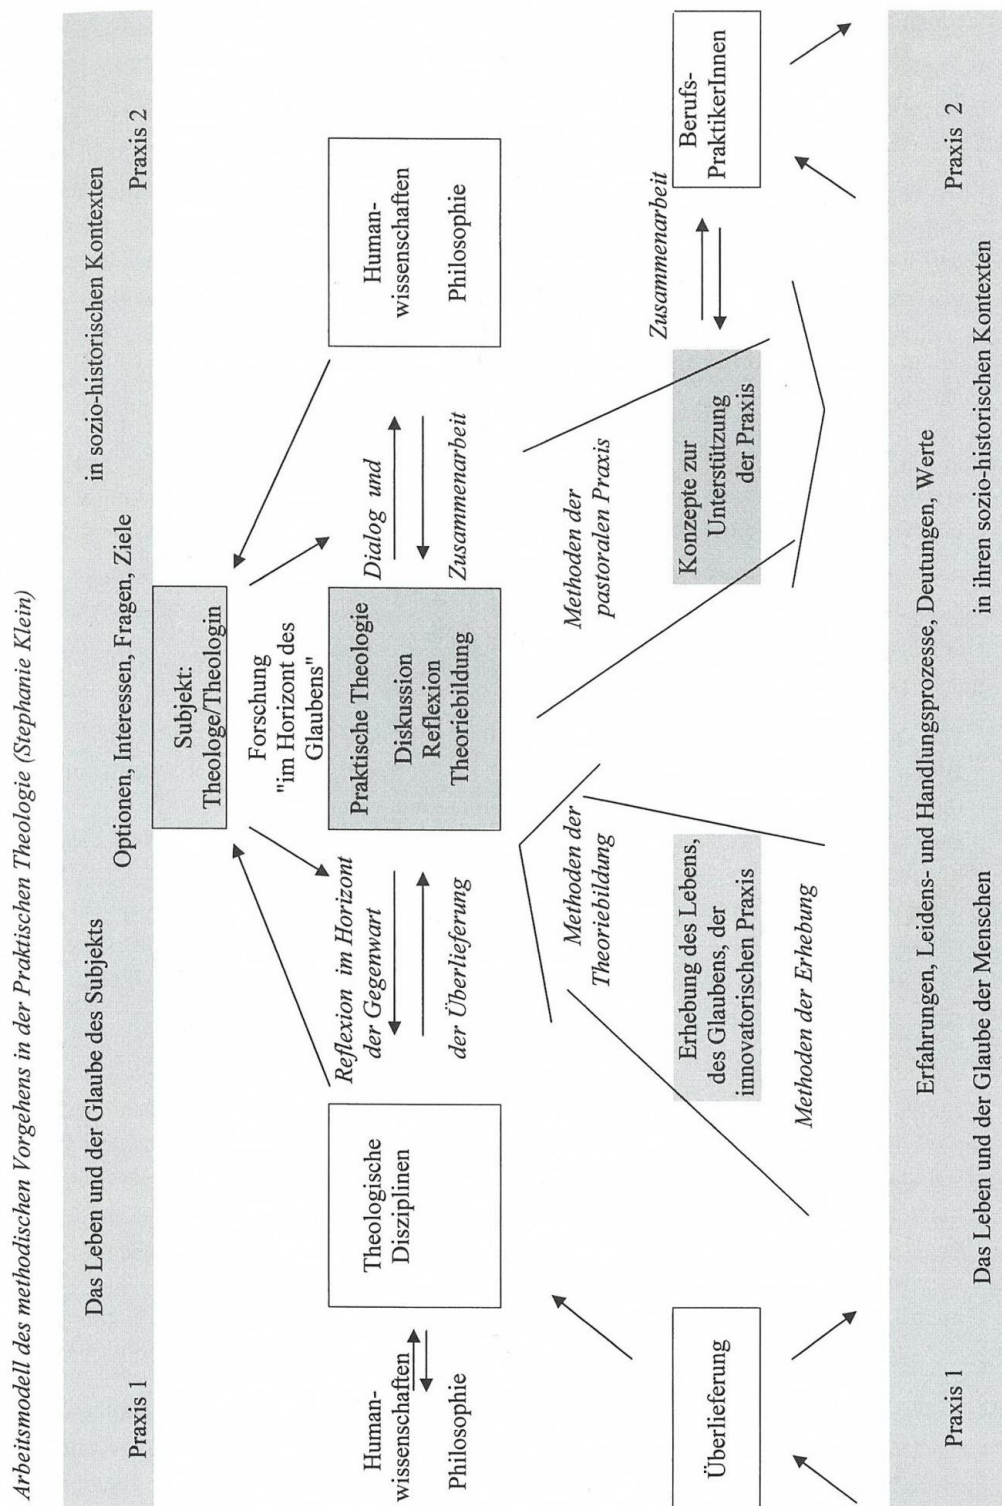 Arbeitsmodell des methodischen Vorgehens in der Praktischen Theologie (Stephanie Klein)
Das Leben und der Glaube des Subjekts
in sozio-historischen Kontexten
Optionen, Interessen, Fragen, Ziele
Praxis 1
Praxis 2
Subjekt:
Theologe/Theologin
Forschung
"im Horizont des
Glaubens"
Human-
wissenschaften
Philosophie
Theologische
Disziplinen
Reflexion im Horizont
der Gegenwart
der Überlieferung
Praktische Theologie
Diskussion
Reflexion
Theoriebildung
Dialog und
Zusammenarbeit
Human-
wissenschaften
Philosophie
Methoden der
Theoriebildung
Methoden der
pastoralen Praxis
Überlieferung
Erhebung des Lebens,
des Glaubens, der
innovatorischen Praxis
Methoden der Erhebung
Konzepte zur
Unterstützung
der Praxis
Zusammenarbeit
Berufs-
PraktikerInnen
Erfahrungen, Leidens- und Handlungsprozesse, Deutungen, Werte
Praxis 1
Praxis 2
Das Leben und der Glaube der Menschen
in ihren sozio-historischen Kontexten